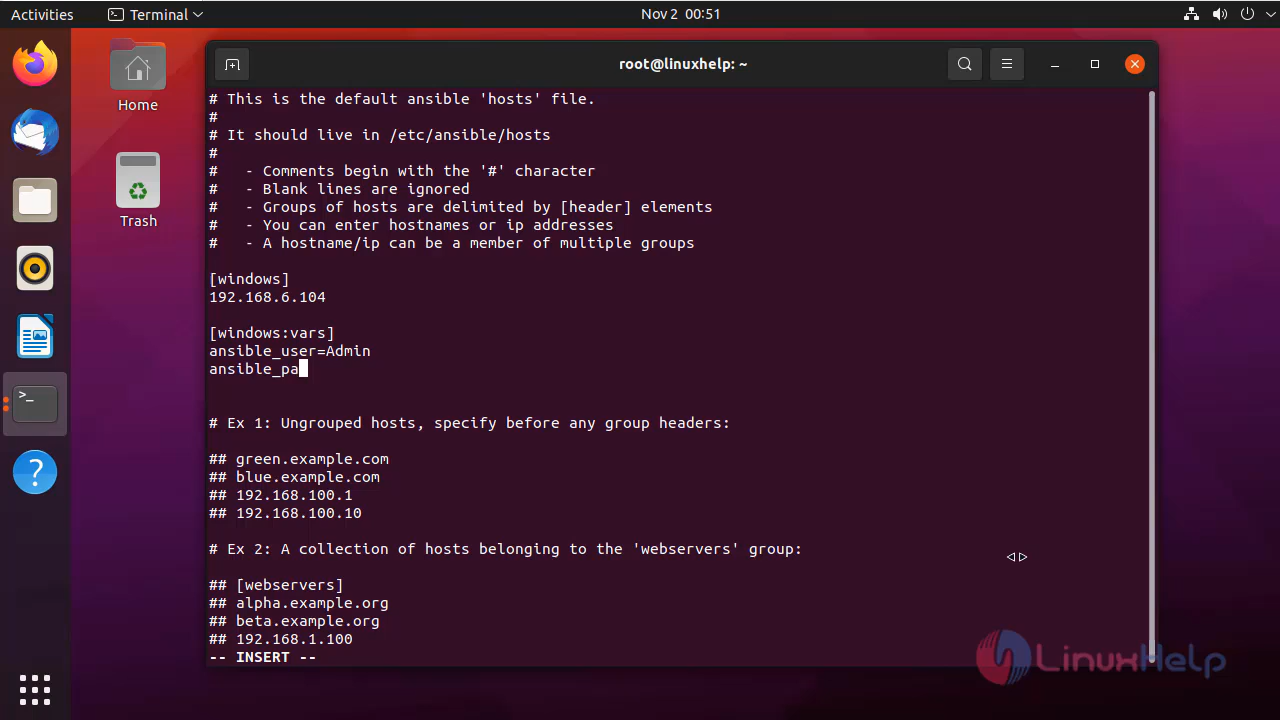 Activities
Terminal
Nov 2 00:51
root@linuxhelp: ~
Home
Trash
# This is the default ansible 'hosts' file.
#
# It should live in /etc/ansible/hosts
#
#   - Comments begin with the '#' character
#   - Blank lines are ignored
#   - Groups of hosts are delimited by [header] elements
#   - You can enter hostnames or ip addresses
#   - A hostname/ip can be a member of multiple groups
[windows]
192.168.6.104
[windows:vars]
ansible_user=Admin
ansible_pa
# Ex 1: Ungrouped hosts, specify before any group headers:
## green.example.com
## blue.example.com
## 192.168.100.1
## 192.168.100.10
# Ex 2: A collection of hosts belonging to the 'webservers' group:
## [webservers]
## alpha.example.org
## beta.example.org
## 192.168.1.100
-- INSERT --
LinuxHelp